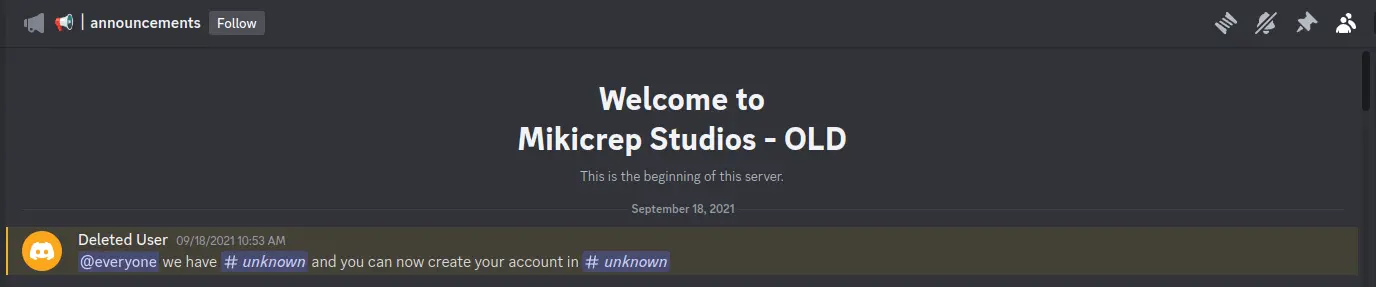 📢 | announcements Follow
Welcome to
Mikicrep Studios - OLD
This is the beginning of this server.
September 18, 2021
Deleted User 09/18/2021 10:53 AM
@everyone we have # unknown and you can now create your account in # unknown